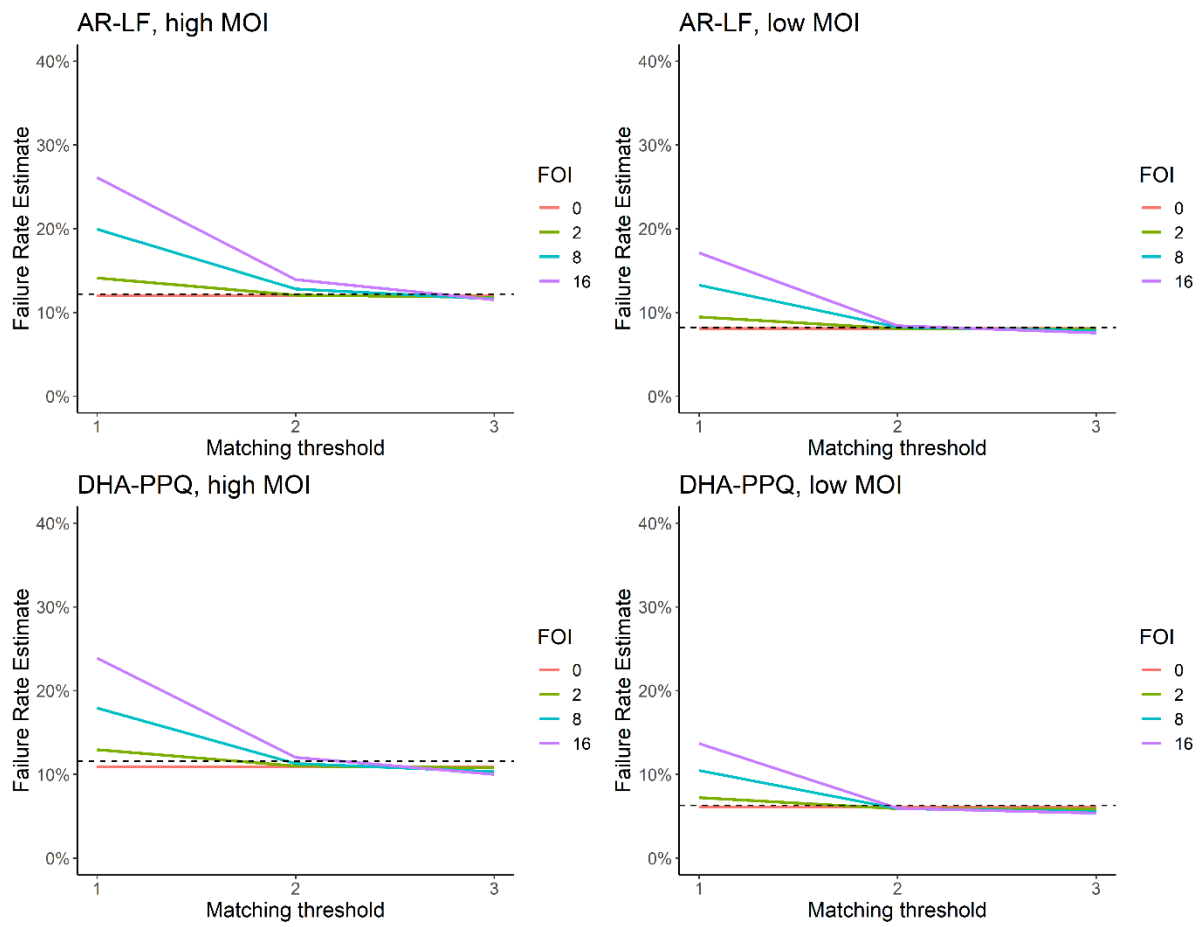 AR-LF, high MOI
Failure Rate Estimate
40%
30%
20%
10%
0%
1 2 3
Matching threshold
FOI
0
2
8
16
AR-LF, low MOI
Failure Rate Estimate
40%
30%
20%
10%
0%
1 2 3
Matching threshold
FOI
0
2
8
16
DHA-PPQ, high MOI
Failure Rate Estimate
40%
30%
20%
10%
0%
1 2 3
Matching threshold
FOI
0
2
8
16
DHA-PPQ, low MOI
Failure Rate Estimate
40%
30%
20%
10%
0%
1 2 3
Matching threshold
FOI
0
2
8
16